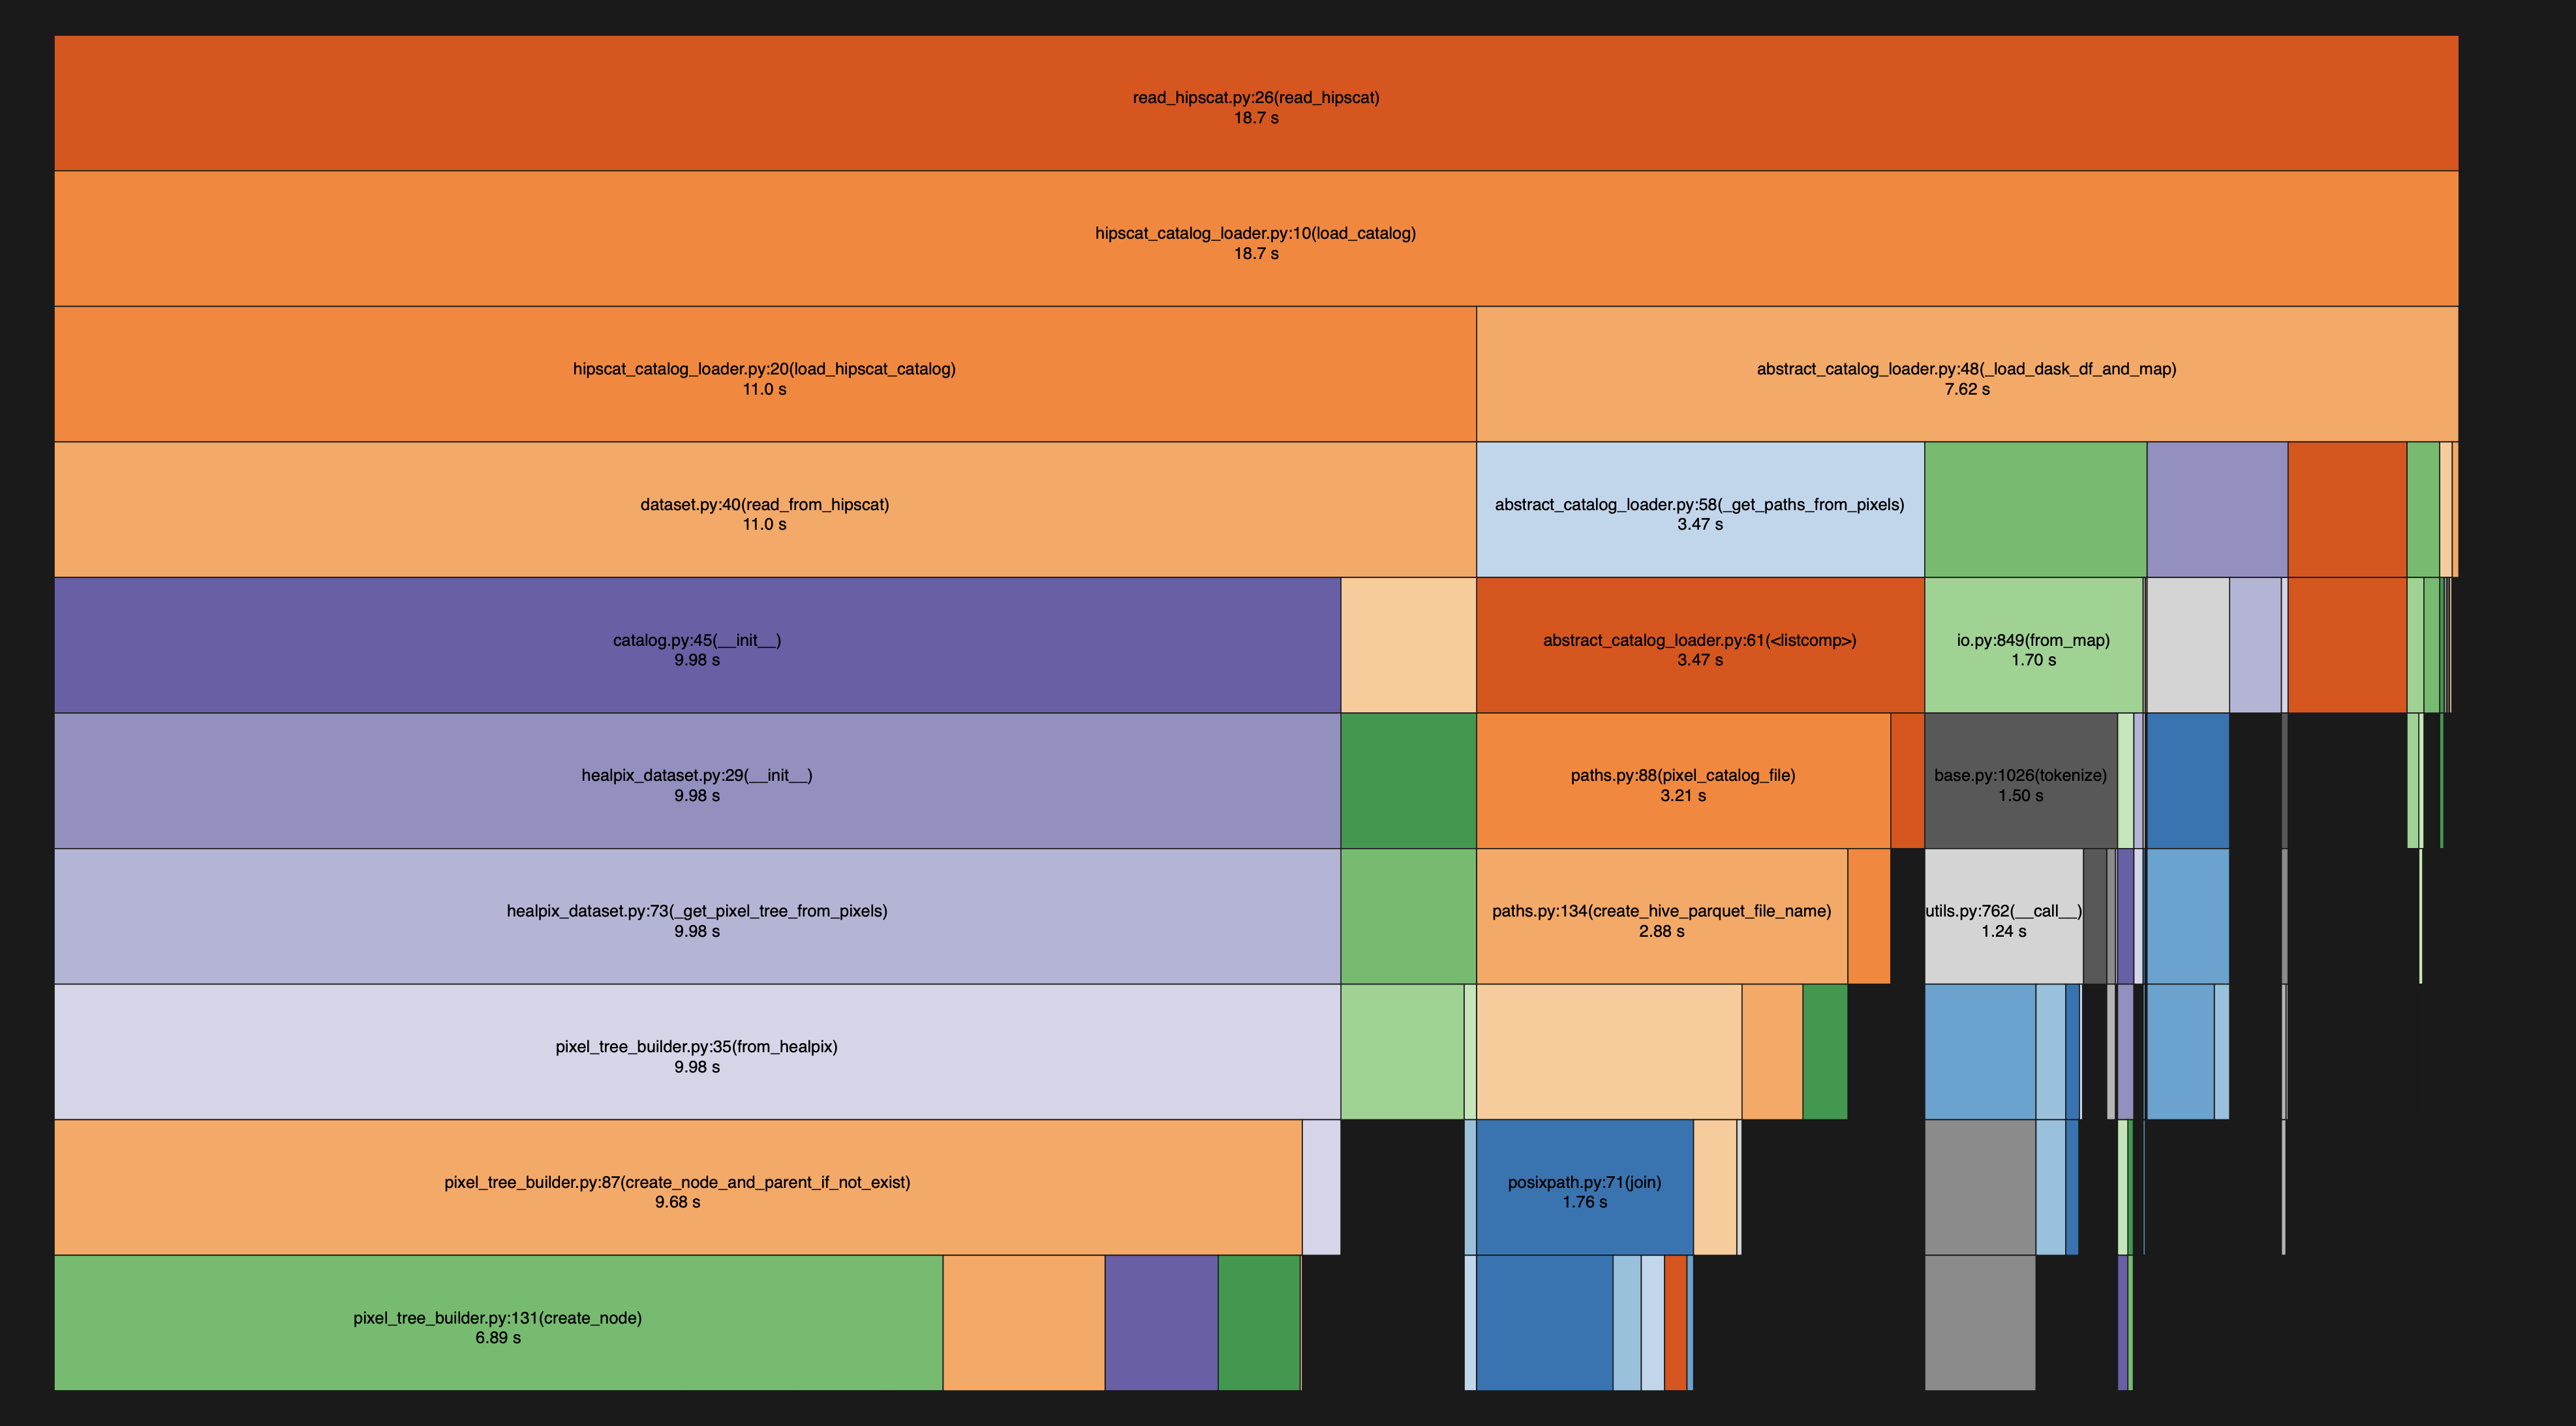 read_hipscat.py:26(read_hipscat)
18.7 s
hipscat_catalog_loader.py:10(load_catalog)
18.7 s
hipscat_catalog_loader.py:20(load_hipscat_catalog)
11.0 s
abstract_catalog_loader.py:48(_load_dask_df_and_map)
7.62 s
dataset.py:40(read_from_hipscat)
11.0 s
abstract_catalog_loader.py:58(_get_paths_from_pixels)
3.47 s
catalog.py:45(__init__)
9.98 s
abstract_catalog_loader.py:61(<listcomp>)
3.47 s
io.py:849(from_map)
1.70 s
healpix_dataset.py:29(__init__)
9.98 s
paths.py:88(pixel_catalog_file)
3.21 s
base.py:1026(tokenize)
1.50 s
healpix_dataset.py:73(_get_pixel_tree_from_pixels)
9.98 s
paths.py:134(create_hive_parquet_file_name)
2.88 s
utils.py:762(__call__)
1.24 s
pixel_tree_builder.py:35(from_healpix)
9.98 s
pixel_tree_builder.py:87(create_node_and_parent_if_not_exist)
9.68 s
posixpath.py:71(join)
1.76 s
pixel_tree_builder.py:131(create_node)
6.89 s